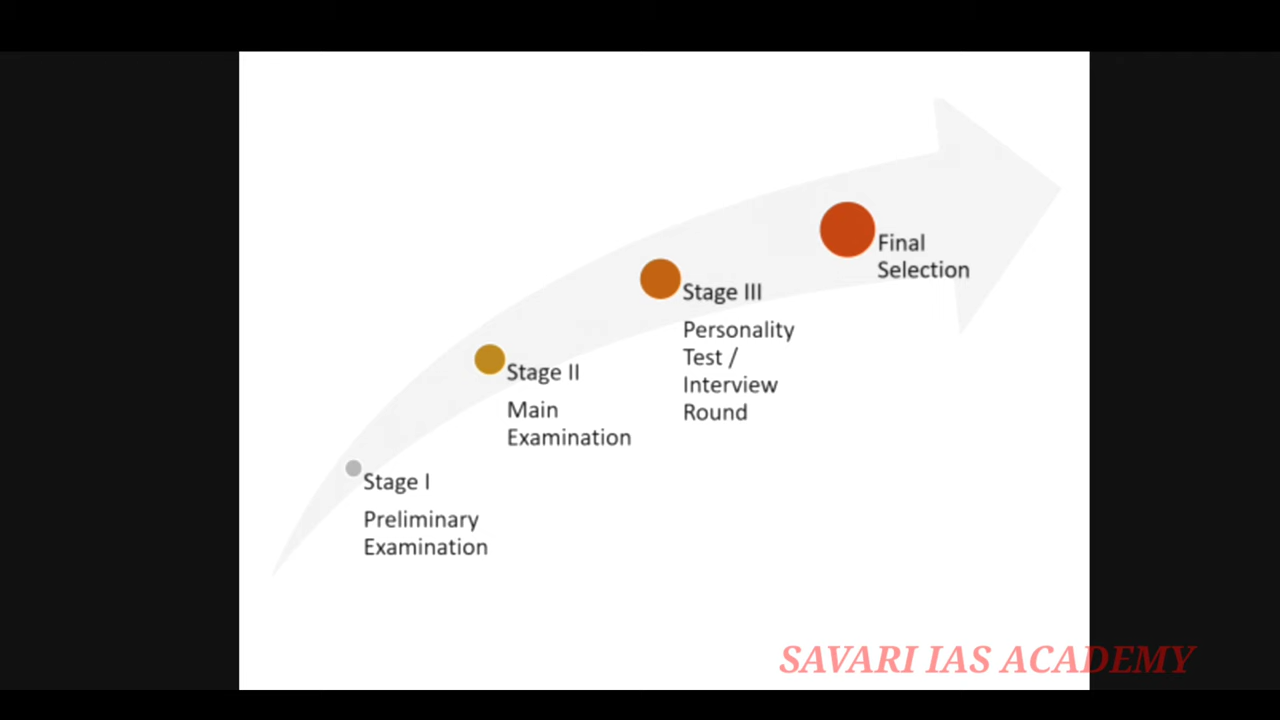 Stage I
Preliminary
Examination
Stage II
Main
Examination
Stage III
Personality
Test /
Interview
Round
Final
Selection
SAVARI IAS ACADEMY